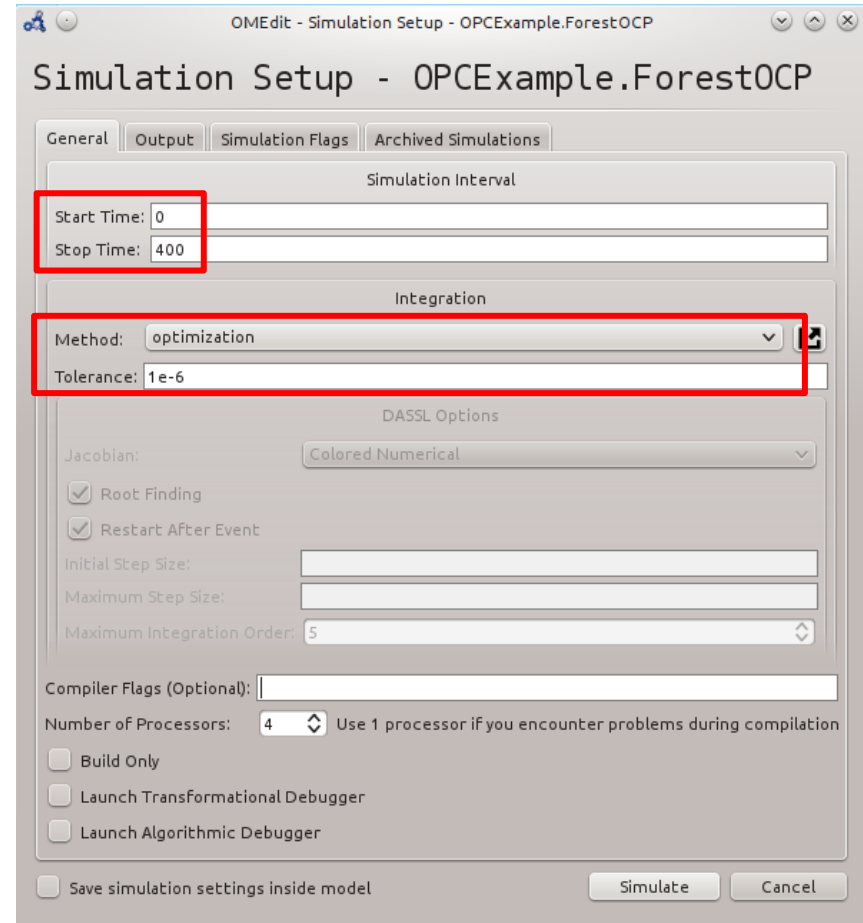 OMEdit - Simulation Setup - OPCExample.ForestOCP
Simulation Setup - OPCExample.ForestOCP
General Output Simulation Flags Archived Simulations
Simulation Interval
Start Time: 0
Stop Time: 400
Integration
Method: optimization
Tolerance: 1e-6
DASSL Options
Jacobian: Colored Numerical
Root Finding
Restart After Event
Initial Step Size:
Maximum Step Size:
Maximum Integration Order: 5
Compiler Flags (Optional):
Number of Processors: 4 Use 1 processor if you encounter problems during compilation
Build Only
Launch Transformational Debugger
Launch Algorithmic Debugger
Save simulation settings inside model Simulate Cancel